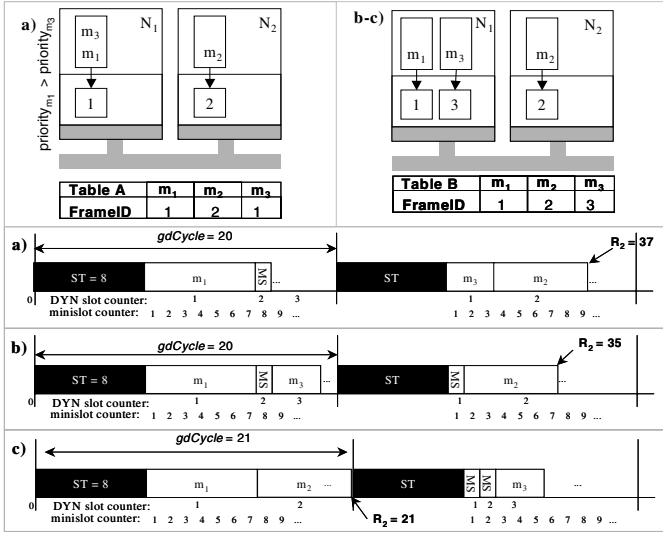 a)
priority_m1 > priority_m3
m3
m1
N1
1
m2
N2
2
Table A m1 m2 m3
FrameID 1 2 1
b-c)
m1 m3
N1
1 3
m2
N2
2
Table B m1 m2 m3
FrameID 1 2 3
a)
gdCycle = 20
R2 = 37
ST = 8 m1 MS ... ST m3 m2 ...
0 DYN slot counter: 1 2 3 1 2
minislot counter: 1 2 3 4 5 6 7 8 9 ... 1 2 3 4 5 6 7 8 9 ...
b)
gdCycle = 20
R2 = 35
ST = 8 m1 MS m3 ... ST MS m2 ...
0 DYN slot counter: 1 2 3 1 2
minislot counter: 1 2 3 4 5 6 7 8 9 ... 1 2 3 4 5 6 7 8 9 ...
c)
gdCycle = 21
ST = 8 m1 m2 ... ST MS MS m3 ...
0 DYN slot counter: 1 2 1 2 3
R2 = 21
minislot counter: 1 2 3 4 5 6 7 8 9 ... 1 2 3 4 5 6 7 8 9 ...